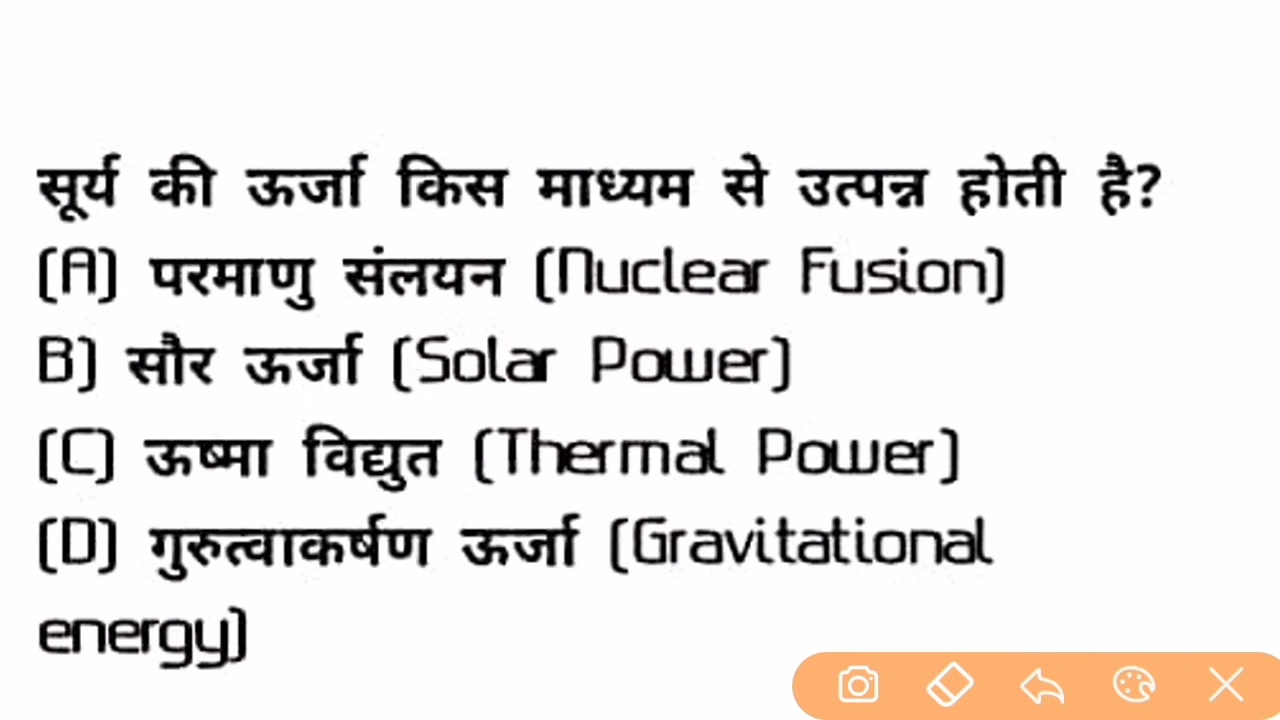 सूर्य की ऊर्जा किस माध्यम से उत्पन्न होती है?
(A) परमाणु संलयन (Nuclear Fusion)
B) सौर ऊर्जा (Solar Power)
(C) ऊष्मा विद्युत (Thermal Power)
(D) गुरुत्वाकर्षण ऊर्जा (Gravitational
energy)